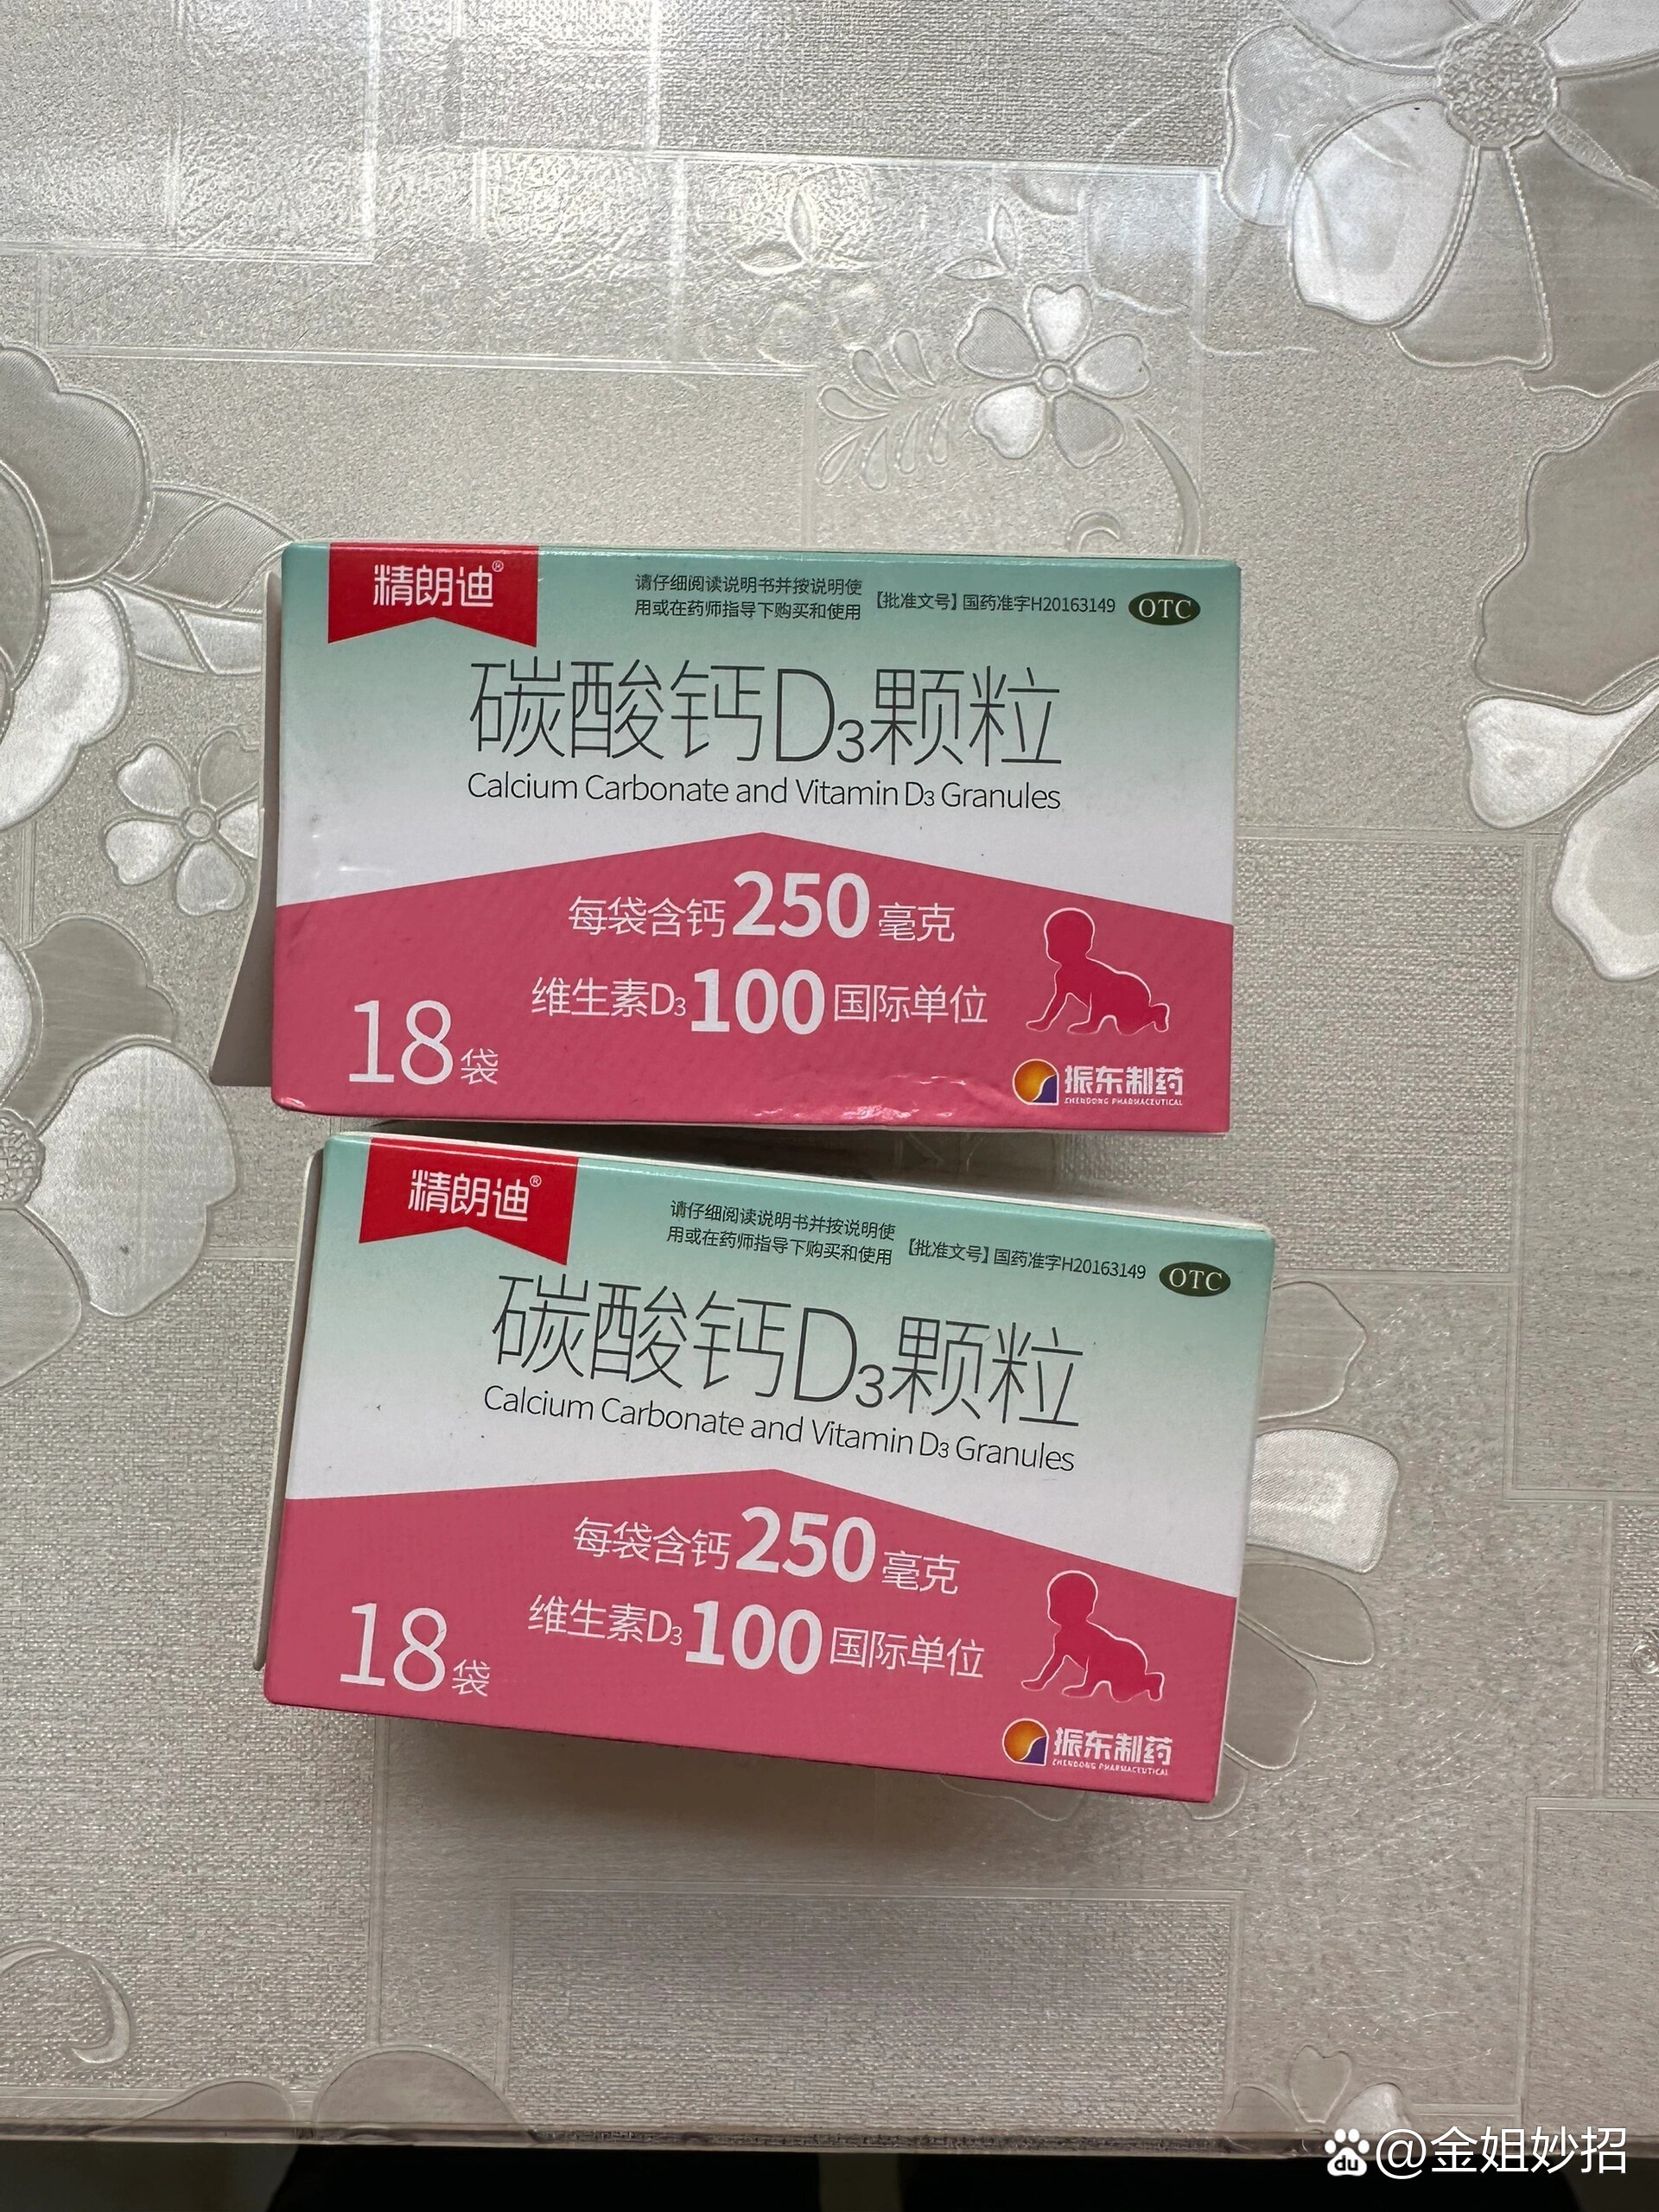 精朗迪®
请仔细阅读说明书并按说明使
用或在药师指导下购买和使用
【批准文号】国药准字H20163149
OTC
碳酸钙D₃颗粒
Calcium Carbonate and Vitamin D₃ Granules
每袋含钙250毫克
维生素D₃100国际单位
18袋
振东制药
ZHENDONG PHARMACEUTICAL
精朗迪®
请仔细阅读说明书并按说明使
用或在药师指导下购买和使用
【批准文号】国药准字H20163149
OTC
碳酸钙D₃颗粒
Calcium Carbonate and Vitamin D₃ Granules
每袋含钙250毫克
维生素D₃100国际单位
18袋
振东制药
ZHENDONG PHARMACEUTICAL
du @金姐妙招